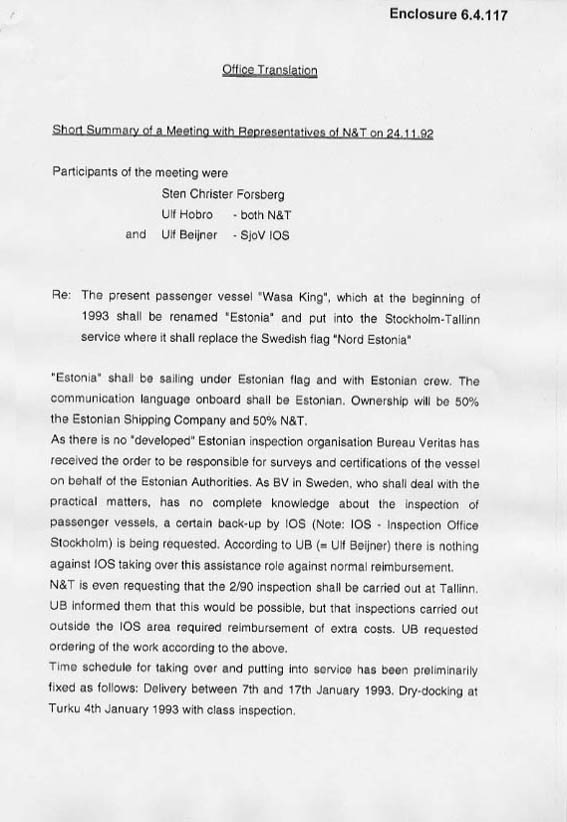 Enclosure 6.4.117
Office Translation
Short Summary of a Meeting with Representatives of N&T on 24.11.92
Participants of the meeting were
Sten Christer Forsberg
Ulf Hobro - both N&T
and Ulf Beijner - SjoV IOS
Re: The present passenger vessel "Wasa King", which at the beginning of
1993 shall be renamed "Estonia" and put into the Stockholm-Tallinn
service where it shall replace the Swedish flag "Nord Estonia"
"Estonia" shall be sailing under Estonian flag and with Estonian crew. The
communication language onboard shall be Estonian. Ownership will be 50%
the Estonian Shipping Company and 50% N&T.
As there is no "developed" Estonian inspection organisation Bureau Veritas has
received the order to be responsible for surveys and certifications of the vessel
on behalf of the Estonian Authorities. As BV in Sweden, who shall deal with the
practical matters, has no complete knowledge about the inspection of
passenger vessels, a certain back-up by IOS (Note: IOS - Inspection Office
Stockholm) is being requested. According to UB (= Ulf Beijner) there is nothing
against IOS taking over this assistance role against normal reimbursement.
N&T is even requesting that the 2/90 inspection shall be carried out at Tallinn.
UB informed them that this would be possible, but that inspections carried out
outside the IOS area required reimbursement of extra costs. UB requested
ordering of the work according to the above.
Time schedule for taking over and putting into service has been preliminarily
fixed as follows: Delivery between 7th and 17th January 1993. Dry-docking at
Turku 4th January 1993 with class inspection.